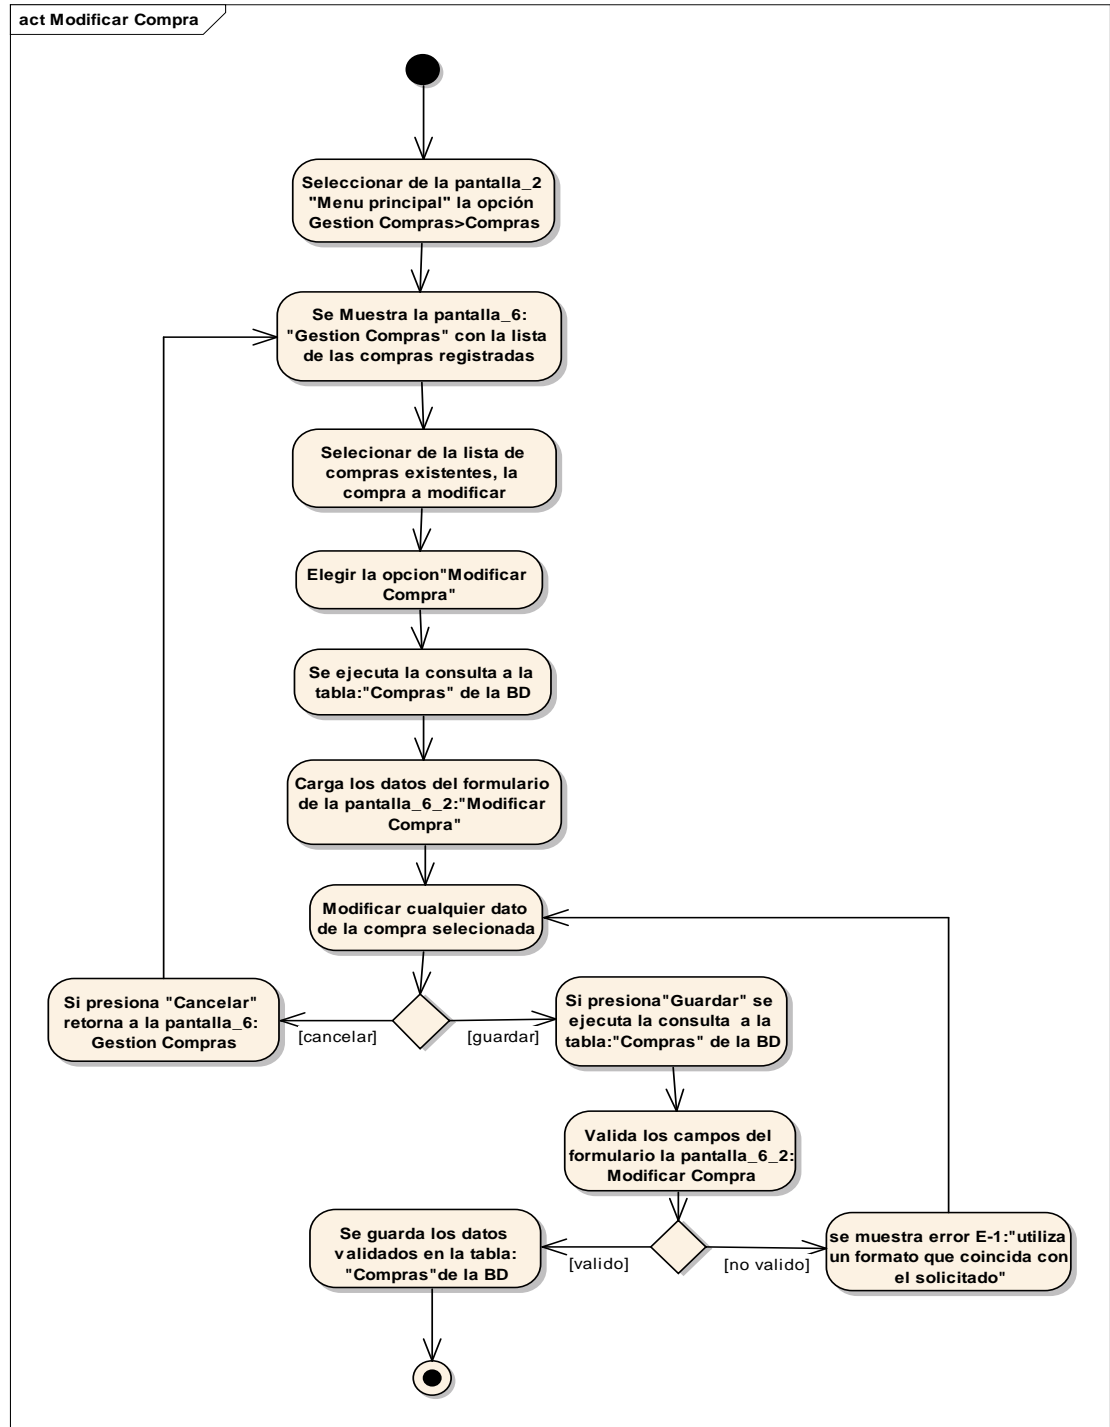 act Modificar Compra
Seleccionar de la pantalla_2
"Menu principal" la opción
Gestion Compras>Compras
Se Muestra la pantalla_6:
"Gestion Compras" con la lista
de las compras registradas
Selecionar de la lista de
compras existentes, la
compra a modificar
Elegir la opcion"Modificar
Compra"
Se ejecuta la consulta a la
tabla:"Compras" de la BD
Carga los datos del formulario
de la pantalla_6_2:"Modificar
Compra"
Modificar cualquier dato
de la compra selecionada
Si presiona "Cancelar"
retorna a la pantalla_6:
Gestion Compras
[cancelar]
[guardar]
Si presiona"Guardar" se
ejecuta la consulta a la
tabla:"Compras" de la BD
Valida los campos del
formulario la pantalla_6_2:
Modificar Compra
Se guarda los datos
validados en la tabla:
"Compras"de la BD
[valido]
[no valido]
se muestra error E-1:"utiliza
un formato que coincida con
el solicitado"